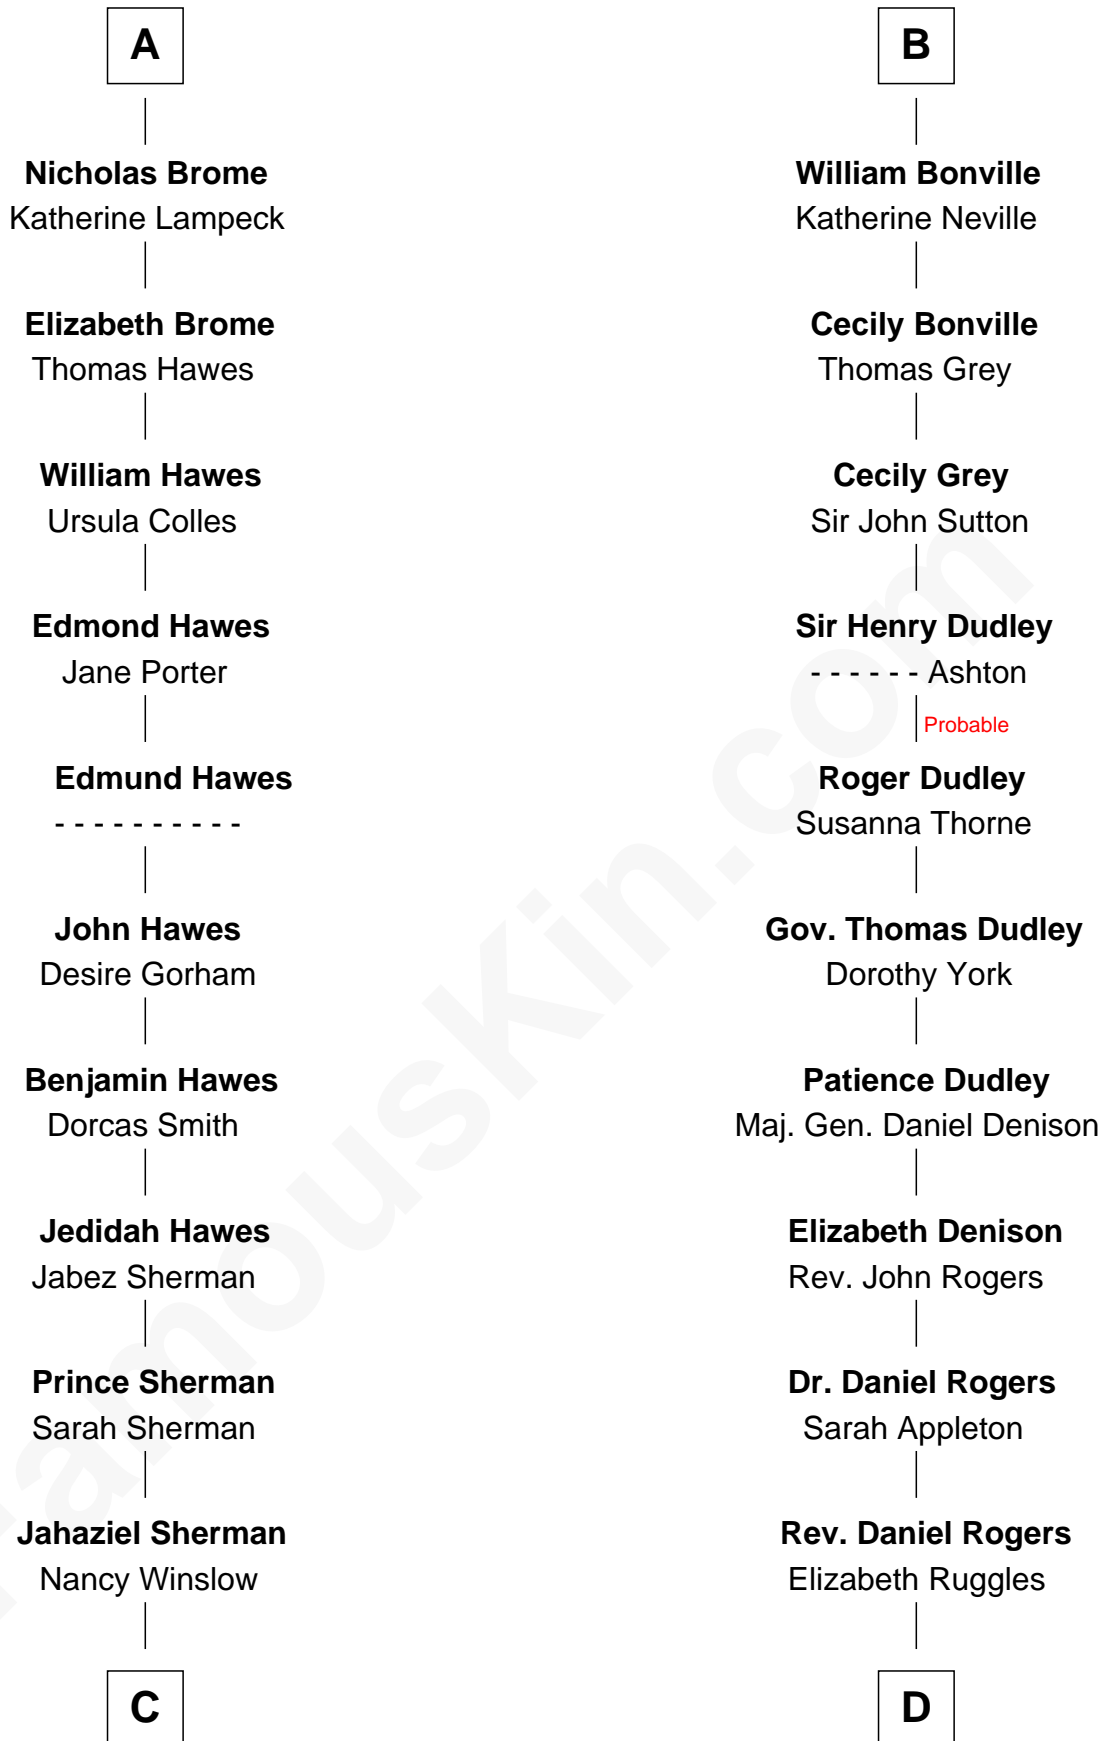 A
Nicholas Brome
Katherine Lampeck
Elizabeth Brome
Thomas Hawes
William Hawes
Ursula Colles
Edmond Hawes
Jane Porter
Edmund Hawes
- - - - - - - - - -
John Hawes
Desire Gorham
Benjamin Hawes
Dorcas Smith
Jedidah Hawes
Jabez Sherman
Prince Sherman
Sarah Sherman
Jahaziel Sherman
Nancy Winslow
C
B
William Bonville
Katherine Neville
Cecily Bonville
Thomas Grey
Cecily Grey
Sir John Sutton
Sir Henry Dudley
- - - - - - Ashton
Probable
Roger Dudley
Susanna Thorne
Gov. Thomas Dudley
Dorothy York
Patience Dudley
Maj. Gen. Daniel Denison
Elizabeth Denison
Rev. John Rogers
Dr. Daniel Rogers
Sarah Appleton
Rev. Daniel Rogers
Elizabeth Ruggles
D
FamousKin.com